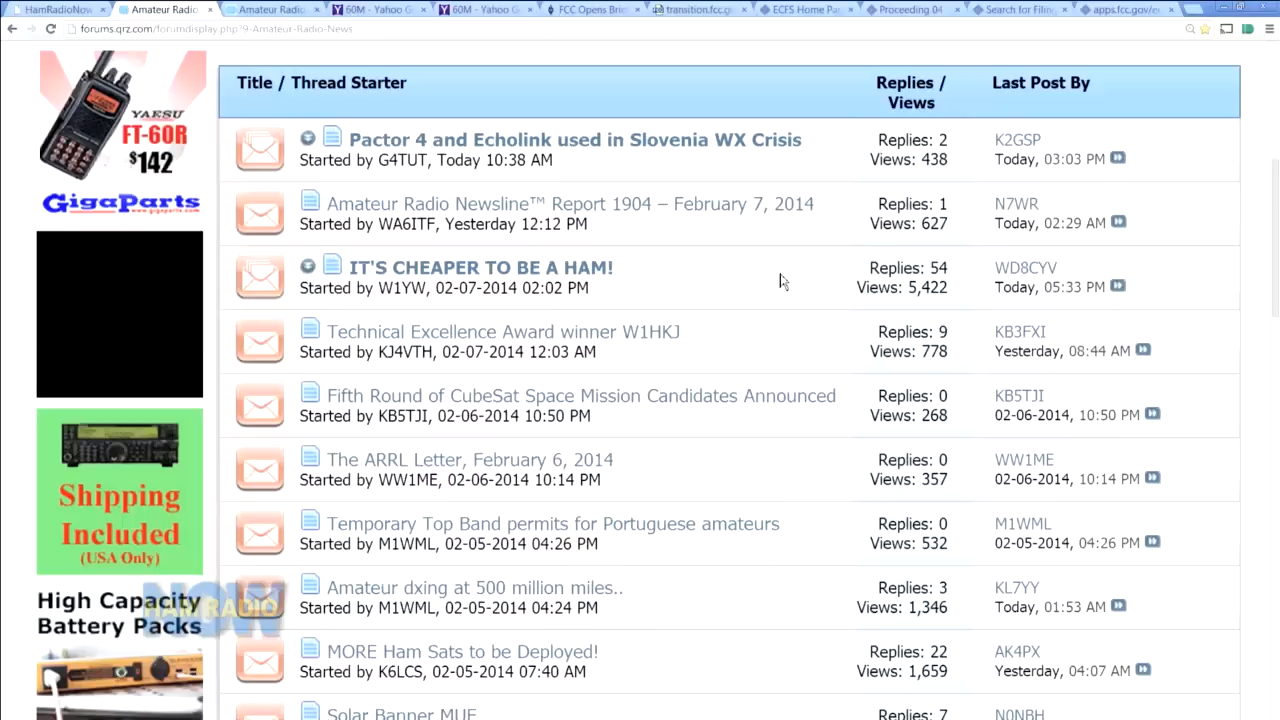 HamRadioNow
Amateur Radio
Amateur Radio
60M - Yahoo G
60M - Yahoo G
FCC Opens Brie
transition.fcc.g
ECFS Home Pa
Proceeding 04
Search for Filing
apps.fcc.gov/e
forums.qrz.com/forumdisplay.php?9-Amateur-Radio-News
Title / Thread Starter
Replies /
Views
Last Post By
YAESU
FT-60R
$142
GigaParts
www.gigaparts.com
Pactor 4 and Echolink used in Slovenia WX Crisis
Started by G4TUT, Today 10:38 AM
Replies: 2
Views: 438
K2GSP
Today, 03:03 PM
Amateur Radio Newsline™ Report 1904 – February 7, 2014
Started by WA6ITF, Yesterday 12:12 PM
Replies: 1
Views: 627
N7WR
Today, 02:29 AM
IT'S CHEAPER TO BE A HAM!
Started by W1YW, 02-07-2014 02:02 PM
Replies: 54
Views: 5,422
WD8CYV
Today, 05:33 PM
Technical Excellence Award winner W1HKJ
Started by KJ4VTH, 02-07-2014 12:03 AM
Replies: 9
Views: 778
KB3FXI
Yesterday, 08:44 AM
Fifth Round of CubeSat Space Mission Candidates Announced
Started by KB5TJI, 02-06-2014 10:50 PM
Replies: 0
Views: 268
KB5TJI
02-06-2014, 10:50 PM
The ARRL Letter, February 6, 2014
Started by WW1ME, 02-06-2014 10:14 PM
Replies: 0
Views: 357
WW1ME
02-06-2014, 10:14 PM
Shipping
Included
(USA Only)
Temporary Top Band permits for Portuguese amateurs
Started by M1WML, 02-05-2014 04:26 PM
Replies: 0
Views: 532
M1WML
02-05-2014, 04:26 PM
Amateur dxing at 500 million miles..
Started by M1WML, 02-05-2014 04:24 PM
Replies: 3
Views: 1,346
KL7YY
Today, 01:53 AM
High Capacity
Battery Packs
HAM RADIO
NOW
MORE Ham Sats to be Deployed!
Started by K6LCS, 02-05-2014 07:40 AM
Replies: 22
Views: 1,659
AK4PX
Yesterday, 04:07 AM
Solar Banner MUF
Replies: 7
N0NBH